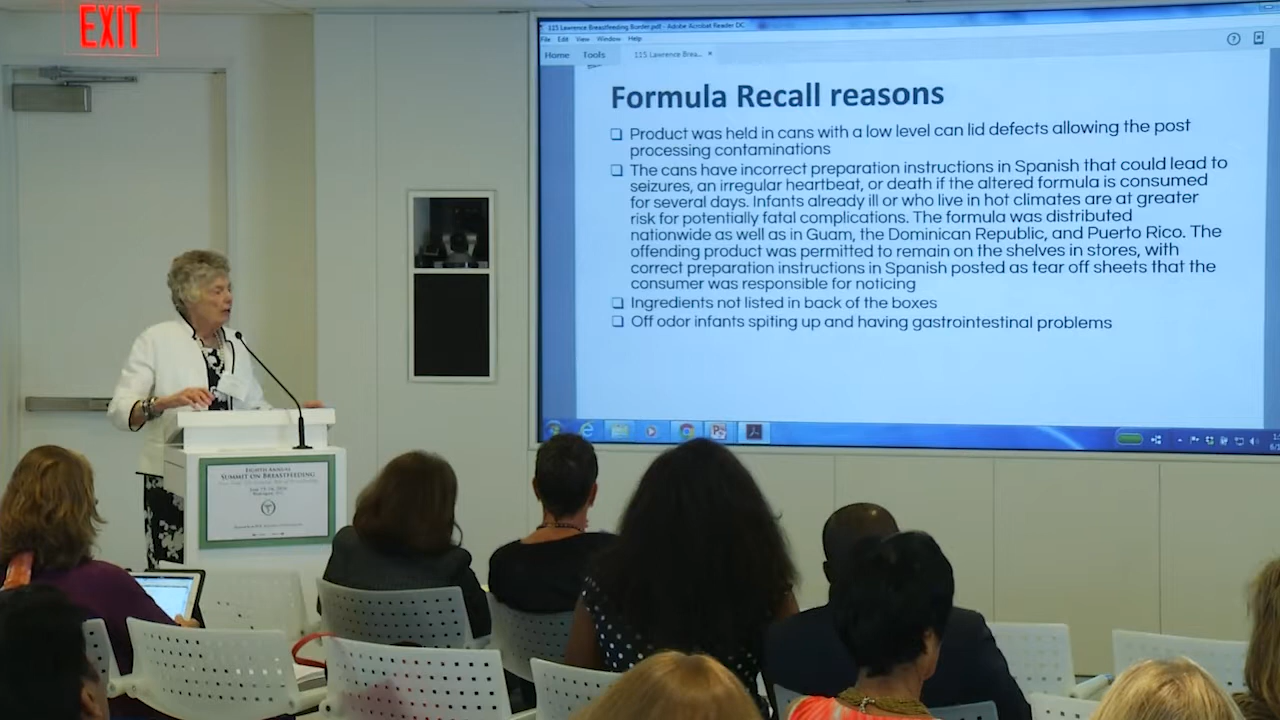 EXIT
115 Lawrence Breastfeeding Border.pdf - Adobe Acrobat Reader DC
File Edit View Window Help
Home Tools 115 Lawrence Brea... ×
Formula Recall reasons
❑ Product was held in cans with a low level can lid defects allowing the post
processing contaminations
❑ The cans have incorrect preparation instructions in Spanish that could lead to
seizures, an irregular heartbeat, or death if the altered formula is consumed
for several days. Infants already ill or who live in hot climates are at greater
risk for potentially fatal complications. The formula was distributed
nationwide as well as in Guam, the Dominican Republic, and Puerto Rico. The
offending product was permitted to remain on the shelves in stores, with
correct preparation instructions in Spanish posted as tear off sheets that the
consumer was responsible for noticing
❑ Ingredients not listed in back of the boxes
❑ Off odor infants spiting up and having gastrointestinal problems
Eighth Annual
Summit on Breastfeeding